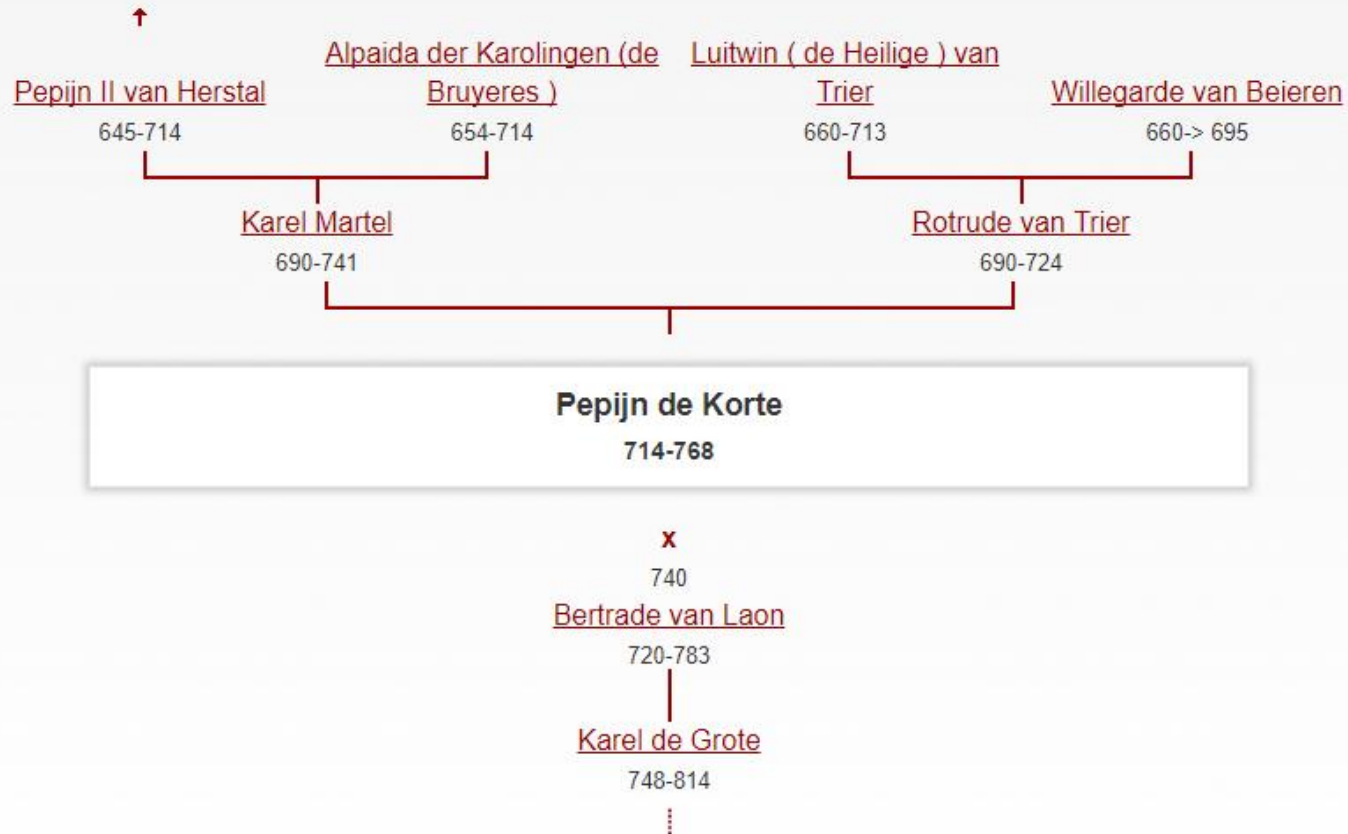 Alpaida der Karolingen (de Luitwin ( de Heilige ) van
Pepijn II van Herstal Bruyeres ) Trier Willegarde van Beieren
645-714 654-714 660-713 660-> 695
Karel Martel Rotrude van Trier
690-741 690-724
Pepijn de Korte
714-768
x
740
Bertrade van Laon
720-783
Karel de Grote
748-814